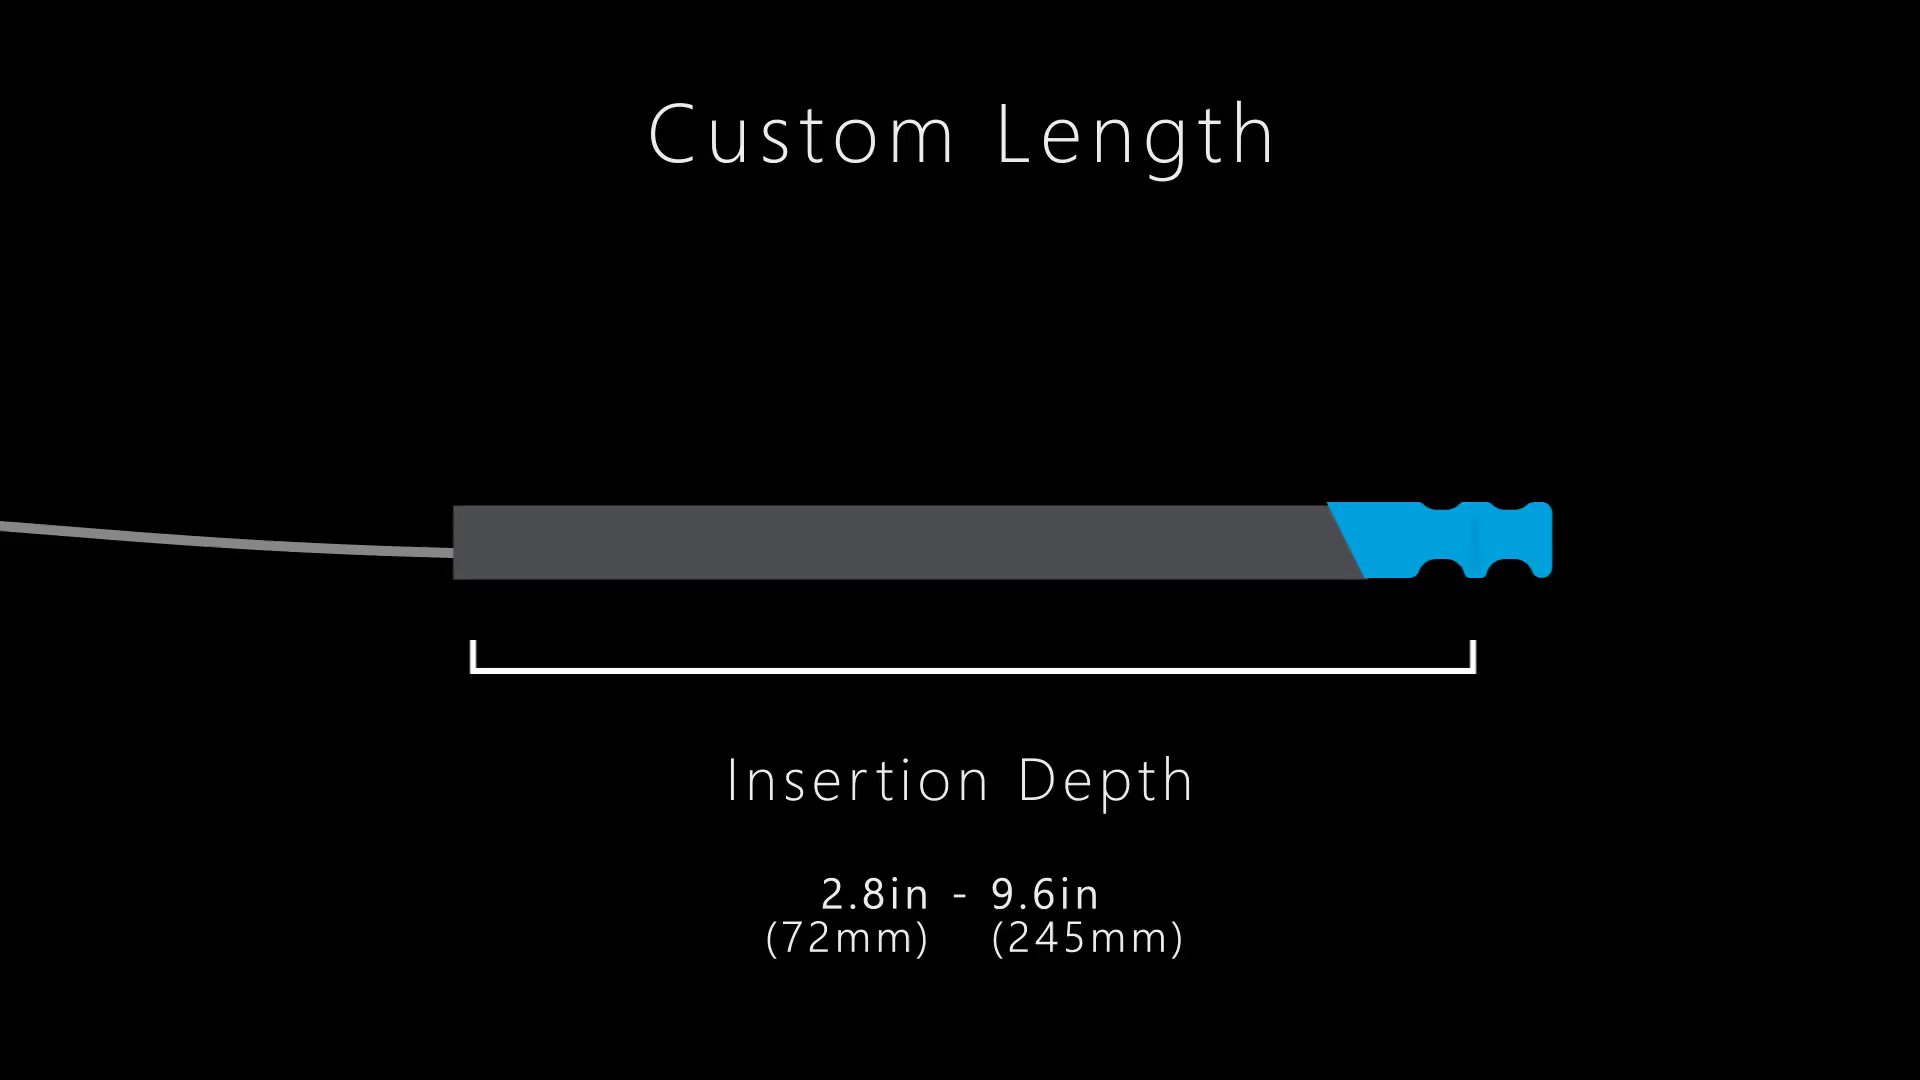 Custom Length
Insertion Depth
2.8in - 9.6in
(72mm) (245mm)